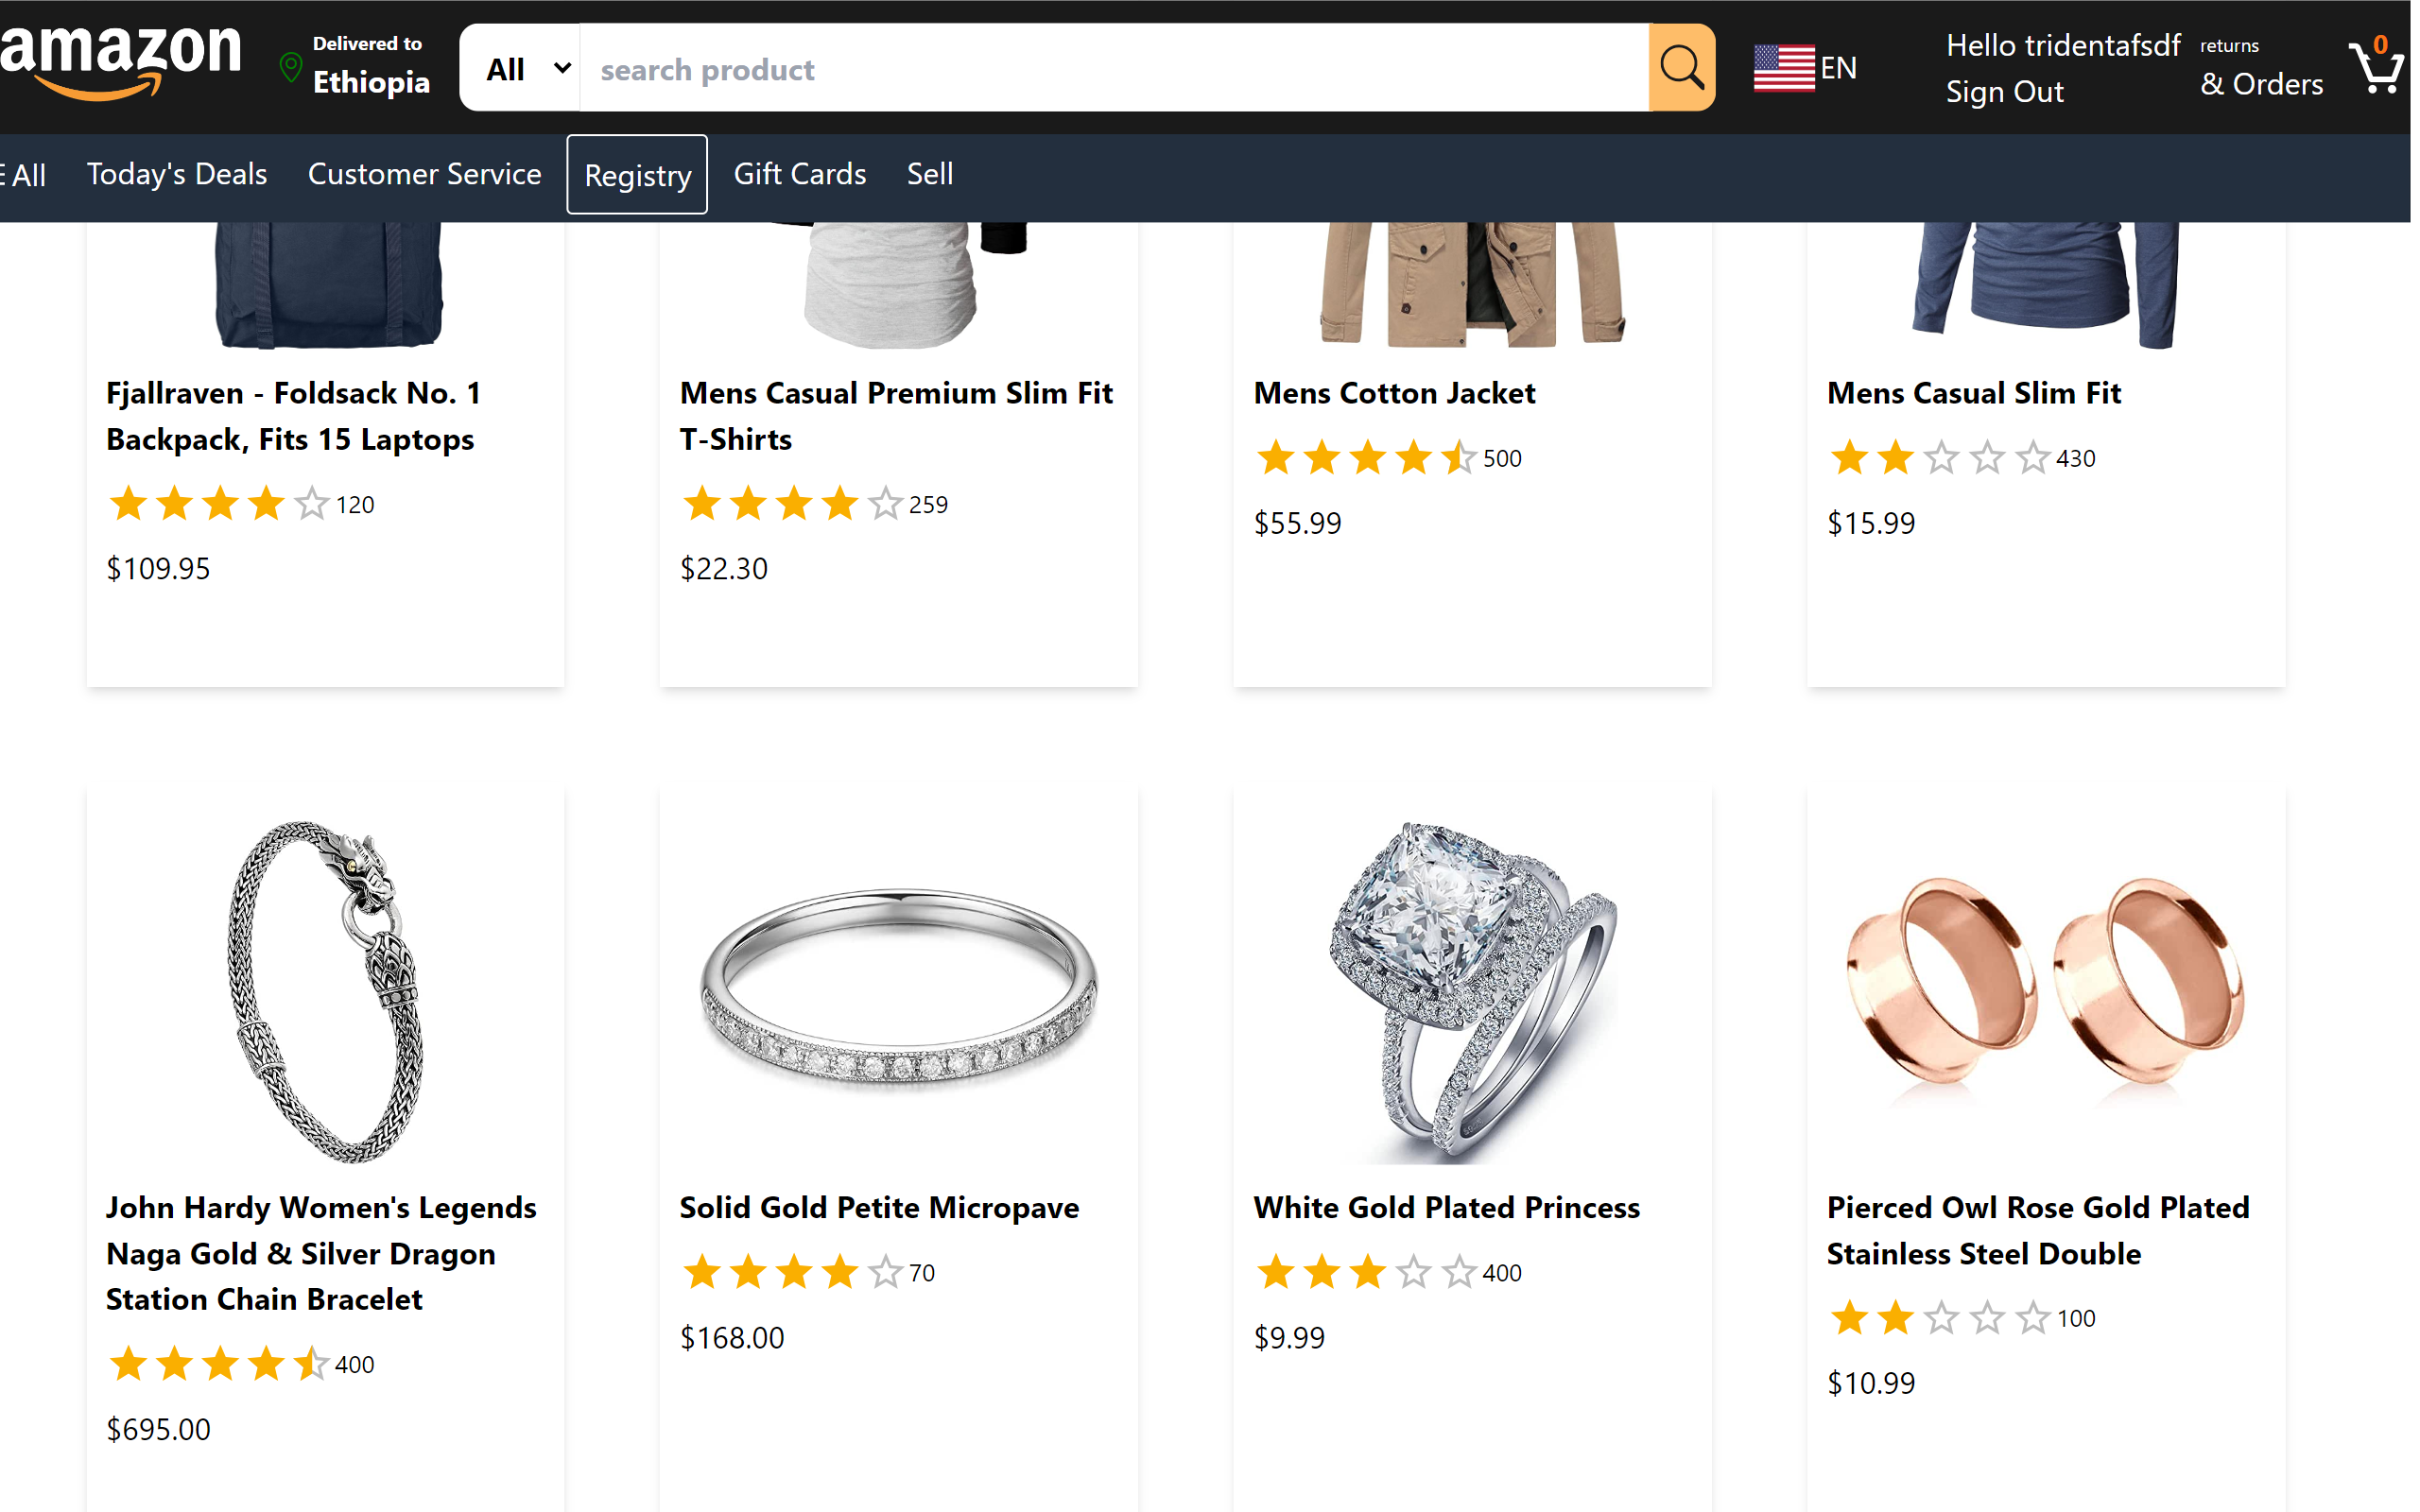 amazon
Delivered to
Ethiopia
All
search product
EN
Hello tridentafsdf
Sign Out
returns
& Orders
0
All
Today's Deals
Customer Service
Registry
Gift Cards
Sell
Fjallraven - Foldsack No. 1
Backpack, Fits 15 Laptops
120
$109.95
Mens Casual Premium Slim Fit
T-Shirts
259
$22.30
Mens Cotton Jacket
500
$55.99
Mens Casual Slim Fit
430
$15.99
John Hardy Women's Legends
Naga Gold & Silver Dragon
Station Chain Bracelet
400
$695.00
Solid Gold Petite Micropave
70
$168.00
White Gold Plated Princess
400
$9.99
Pierced Owl Rose Gold Plated
Stainless Steel Double
100
$10.99